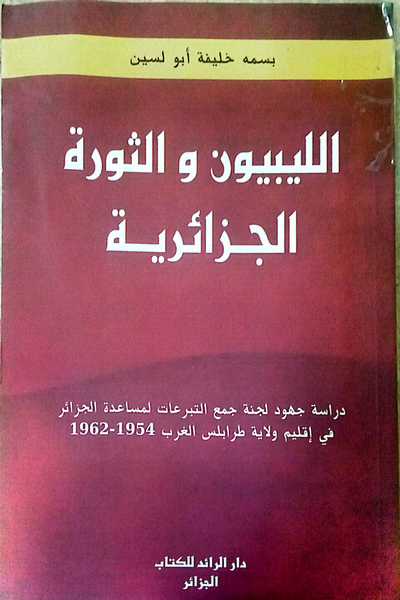 بسمه خليفة أبو لسين
الليبيون و الثورة
الجزائرية
دراسة جهود لجنة جمع التبرعات لمساعدة الجزائر
في إقليم ولاية طرابلس الغرب 1954-1962
دار الرائد للكتاب
الجزائر